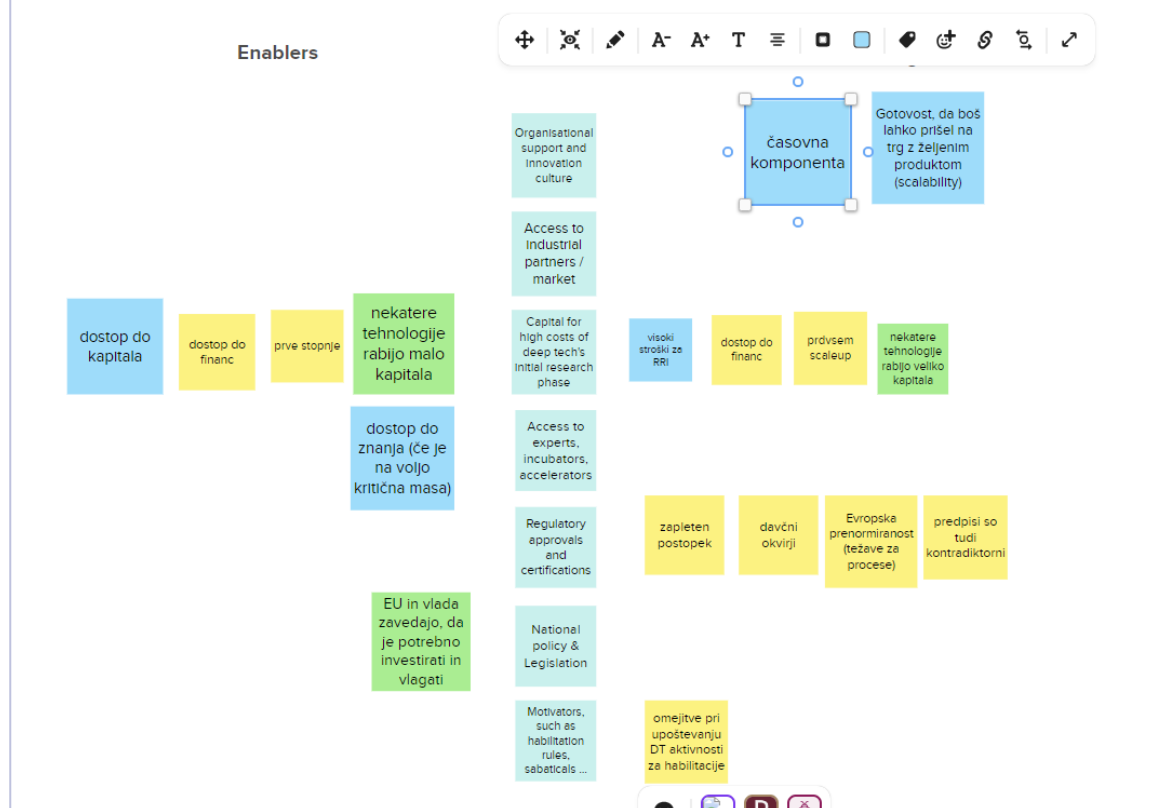 Enablers
A-
A+
T
Organisational
support and
innovation
culture
časovna
komponenta
Gotovost, da boš
lahko prišel na
trg z željenim
produktom
(scalability)
Access to
industrial
partners /
market
dostop do
kapitala
dostop do
financ
prve stopnje
nekatere
tehnologije
rabijo malo
kapitala
Capital for
high costs of
deep tech's
initial research
phase
visoki
stroški za
RRI
dostop do
financ
prdvsem
scaleup
nekatere
tehnologije
rabijo veliko
kapitala
dostop do
znanja (če je
na voljo
kritična masa)
Access to
experts,
incubators,
accelerators
Regulatory
approvals
and
certifications
zapleten
postopek
davčni
okvirji
Evropska
prenormiranost
(težave za
procese)
predpisi so
tudi
kontradiktorni
EU in vlada
zavedajo, da
je potrebno
investirati in
vlagati
National
policy &
Legislation
Motivators,
such as
habilitation
rules,
sabaticals ...
omejitve pri
upoštevanju
DT aktivnosti
za habilitacije
D